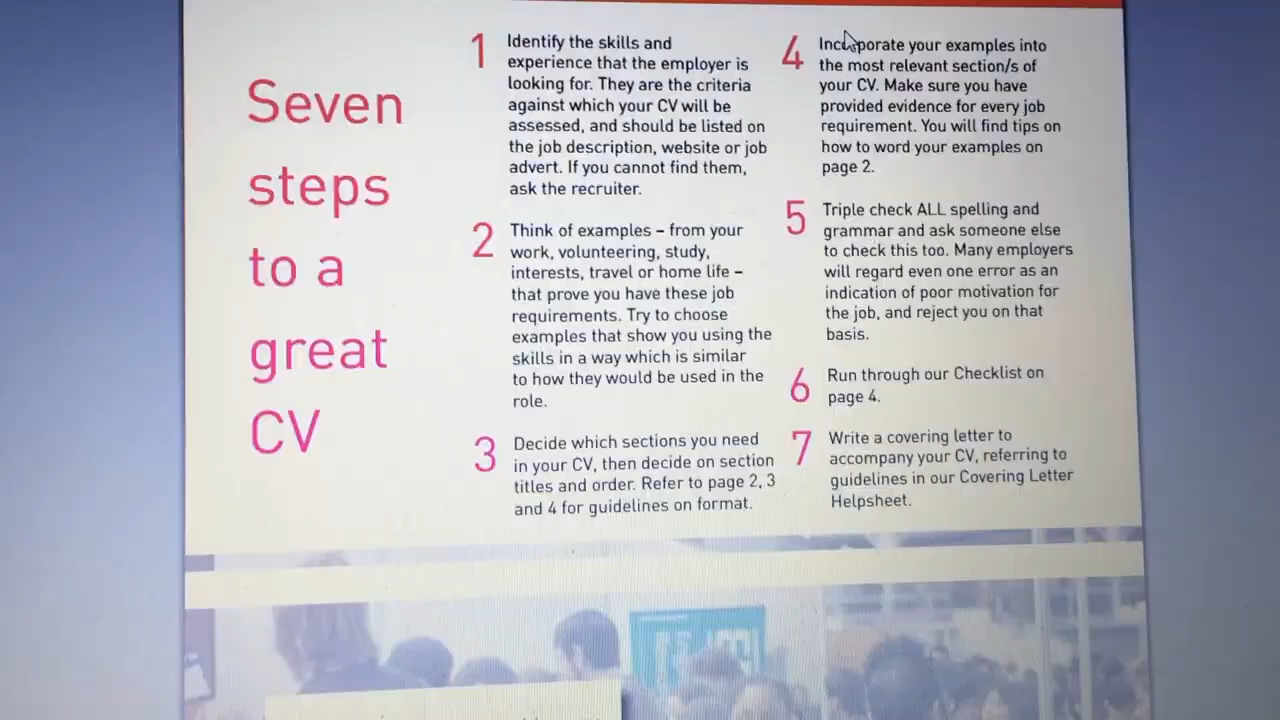 Seven
steps
to a
great
CV
1
Identify the skills and
experience that the employer is
looking for. They are the criteria
against which your CV will be
assessed, and should be listed on
the job description, website or job
advert. If you cannot find them,
ask the recruiter.
2
Think of examples – from your
work, volunteering, study,
interests, travel or home life –
that prove you have these job
requirements. Try to choose
examples that show you using the
skills in a way which is similar
to how they would be used in the
role.
3
Decide which sections you need
in your CV, then decide on section
titles and order. Refer to page 2, 3
and 4 for guidelines on format.
4
Incorporate your examples into
the most relevant section/s of
your CV. Make sure you have
provided evidence for every job
requirement. You will find tips on
how to word your examples on
page 2.
5
Triple check ALL spelling and
grammar and ask someone else
to check this too. Many employers
will regard even one error as an
indication of poor motivation for
the job, and reject you on that
basis.
6
Run through our Checklist on
page 4.
7
Write a covering letter to
accompany your CV, referring to
guidelines in our Covering Letter
Helpsheet.